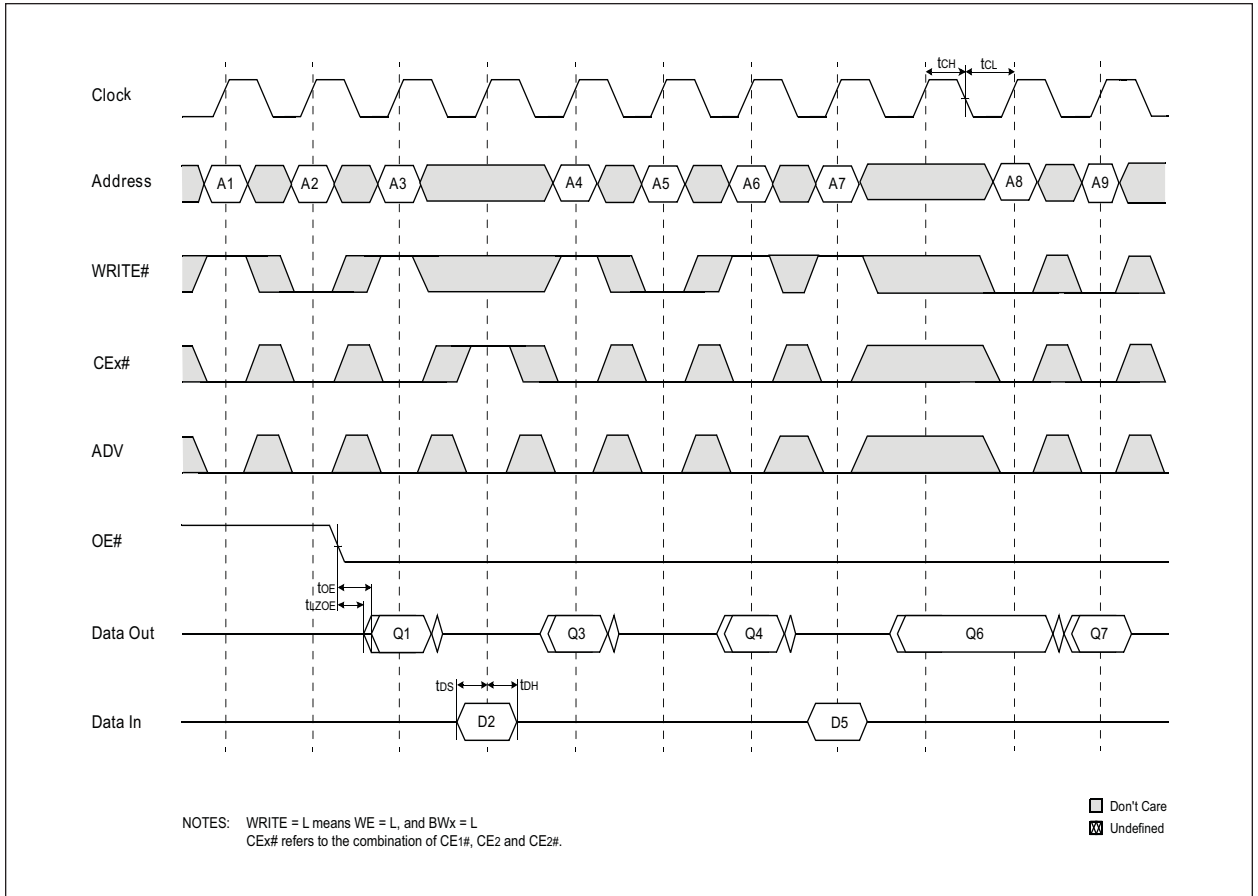 tCH tCL
Clock
Address A1 A2 A3 A4 A5 A6 A7 A8 A9
WRITE#
CEx#
ADV
OE#
tOE
tLZOE
Data Out Q1 Q3 Q4 Q6 Q7
tDS tDH
Data In D2 D5
NOTES: WRITE = L means WE = L, and BWx = L
CEx# refers to the combination of CE1#, CE2 and CE2#.
Don't Care
Undefined